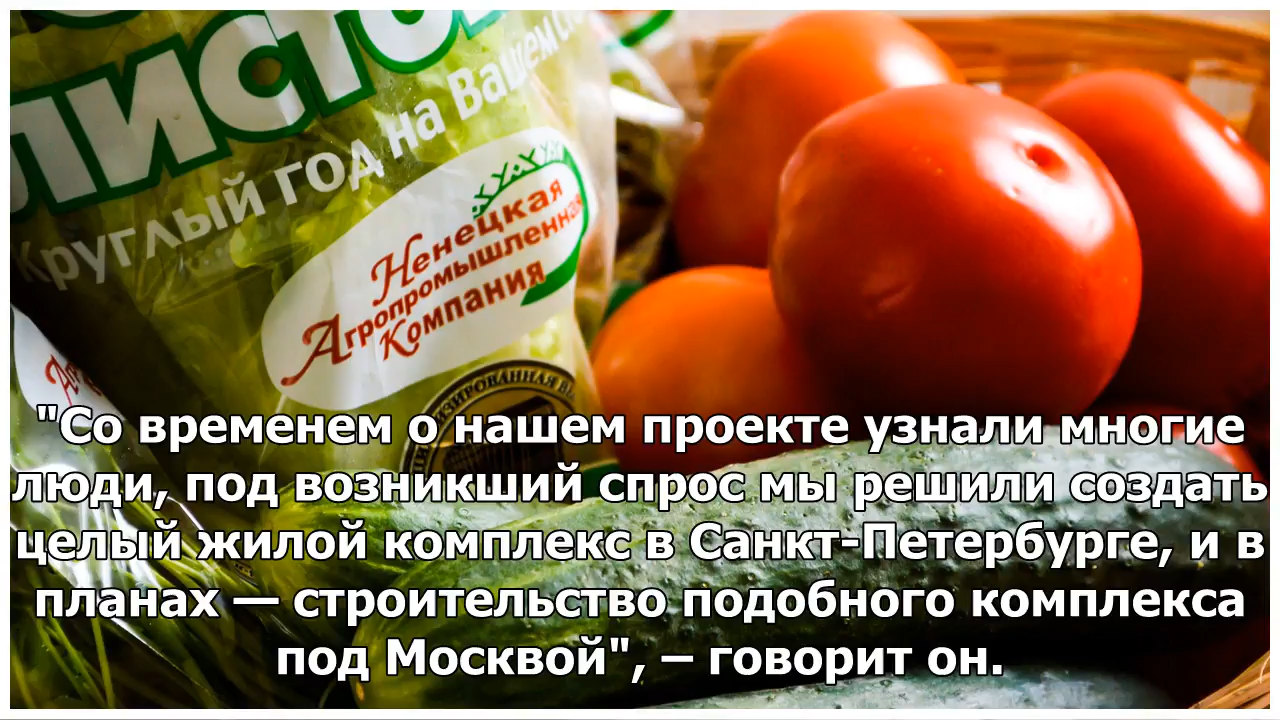 ЛИСТОВ
Круглый год на Вашем
Ненецкая
Агропромышленная
Компания
"Со временем о нашем проекте узнали многие
люди, под возникший спрос мы решили создать
целый жилой комплекс в Санкт-Петербурге, и в
планах — строительство подобного комплекса
под Москвой", – говорит он.